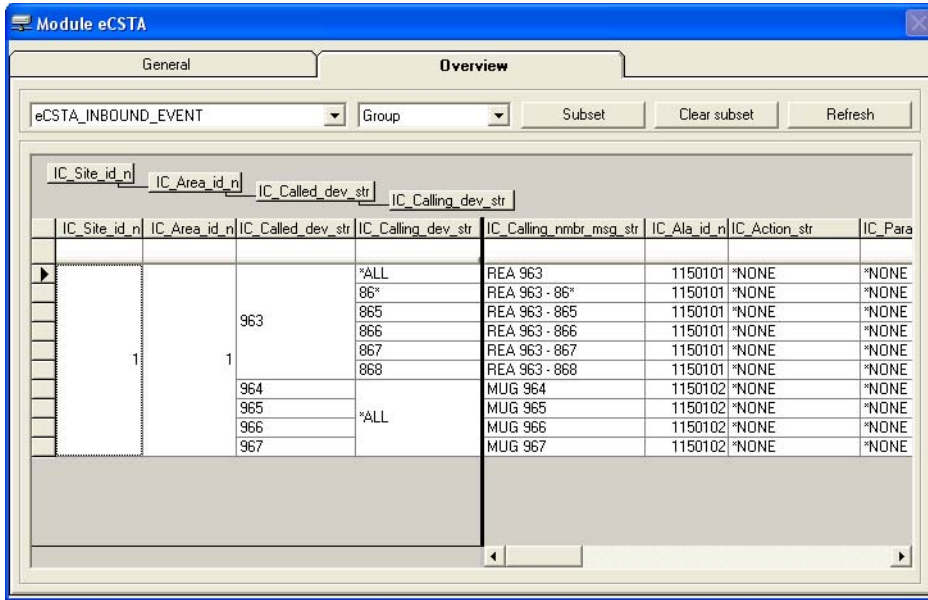 Module eCSTA
General Overview
eCSTA_INBOUND_EVENT Group Subset Clear subset Refresh
IC_Site_id_n
IC_Area_id_n
IC_Called_dev_str
IC_Calling_dev_str
IC_Site_id_n IC_Area_id_n IC_Called_dev_str IC_Calling_dev_str IC_Calling_nmbr_msg_str IC_Ala_id_n IC_Action_str IC_Para
*ALL REA 963 1150101 *NONE *NONE
86* REA 963 - 86* 1150101 *NONE *NONE
963 865 REA 963 - 865 1150101 *NONE *NONE
866 REA 963 - 866 1150101 *NONE *NONE
1 1 867 REA 963 - 867 1150101 *NONE *NONE
868 REA 963 - 868 1150101 *NONE *NONE
964 MUG 964 1150102 *NONE *NONE
965 *ALL MUG 965 1150102 *NONE *NONE
966 MUG 966 1150102 *NONE *NONE
967 MUG 967 1150102 *NONE *NONE